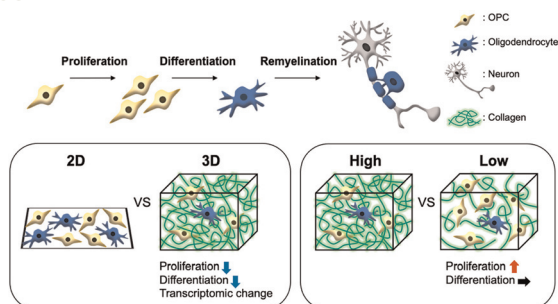 Proliferation Differentiation Remyelination
: OPC
: Oligodendrocyte
: Neuron
: Collagen
2D VS 3D
Proliferation
Differentiation
Transcriptomic change
High VS Low
Proliferation
Differentiation